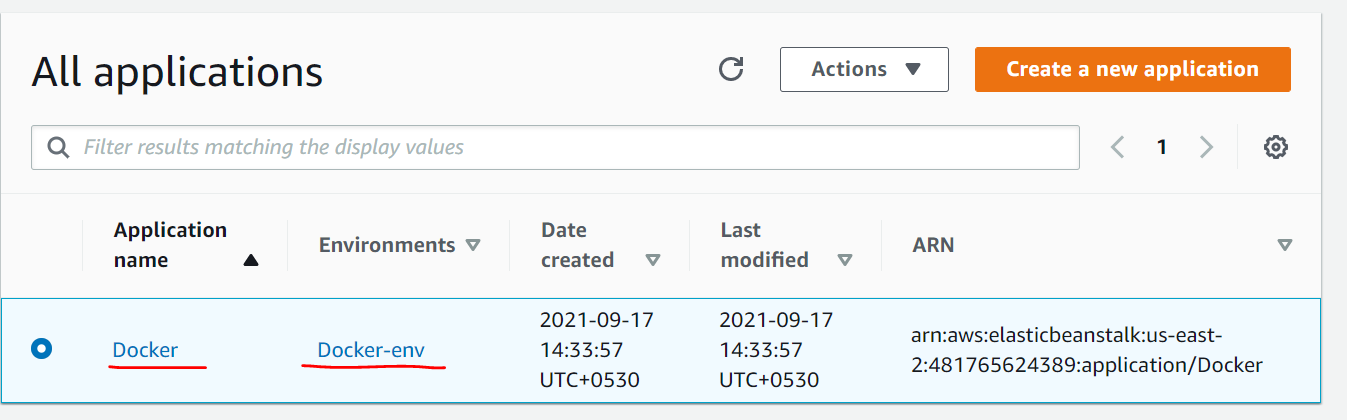 All applications
Actions
Create a new application
Filter results matching the display values
1
Application name
Environments
Date created
Last modified
ARN
Docker
Docker-env
2021-09-17
14:33:57
UTC+0530
2021-09-17
14:33:57
UTC+0530
arn:aws:elasticbeanstalk:us-east-
2:481765624389:application/Docker